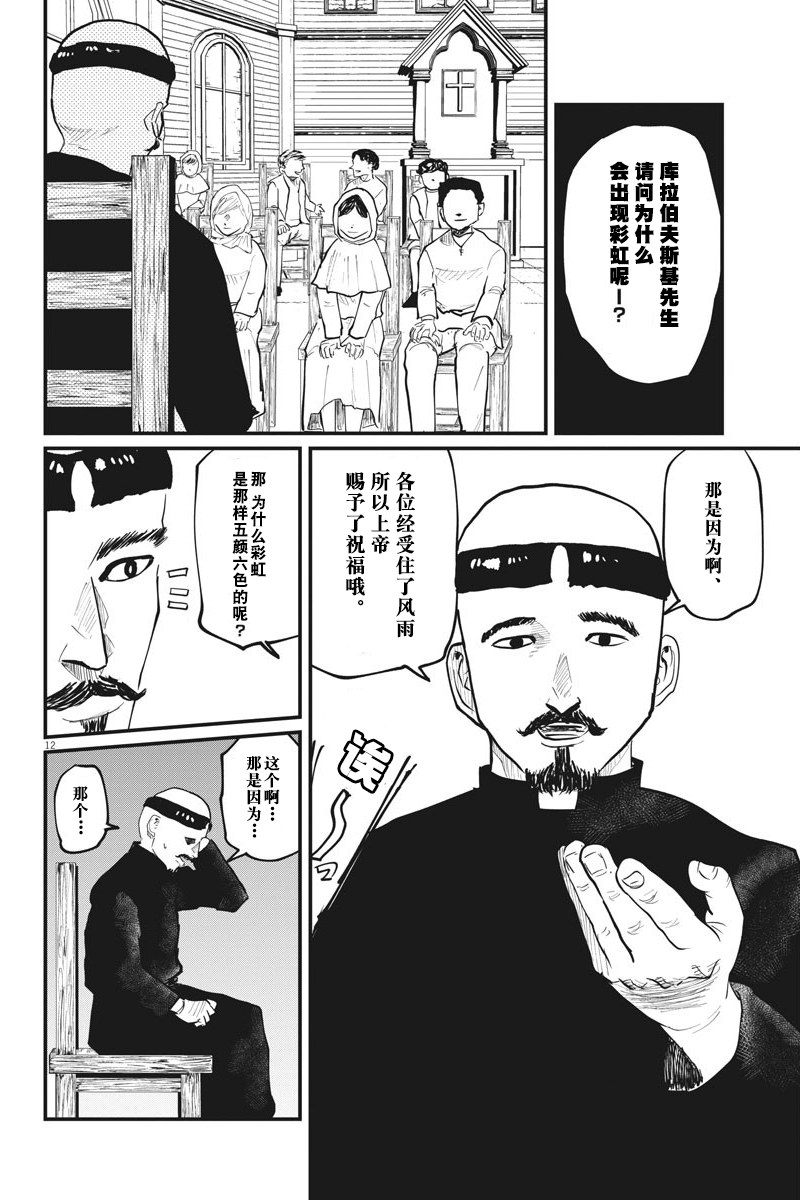 库拉伯夫斯基先生
请问为什么
会出现彩虹呢ー？
那是因为啊、
各位经受住了风雨
所以上帝
赐予了祝福哦。
诶～っ
那 为什么彩虹
是那样五颜六色的呢？
12
这个啊…
那是因为…
那个…